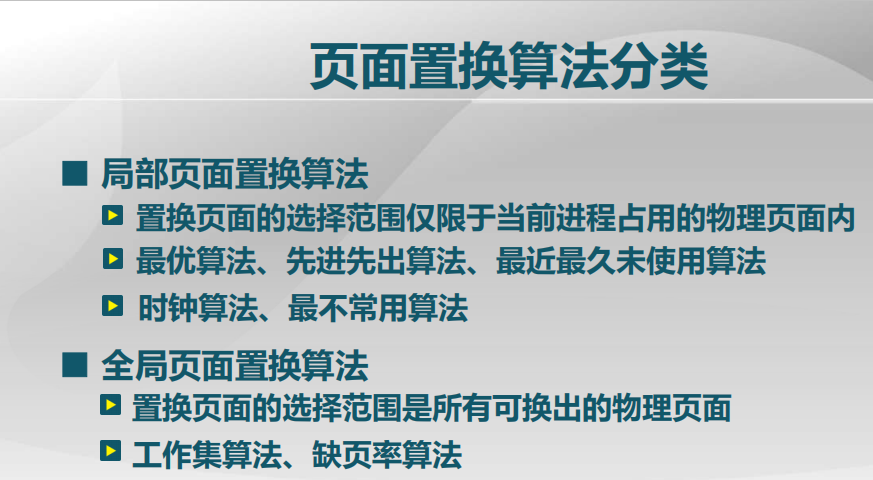 页面置换算法分类
局部页面置换算法
置换页面的选择范围仅限于当前进程占用的物理页面内
最优算法、先进先出算法、最近最久未使用算法
时钟算法、最不常用算法
全局页面置换算法
置换页面的选择范围是所有可换出的物理页面
工作集算法、缺页率算法